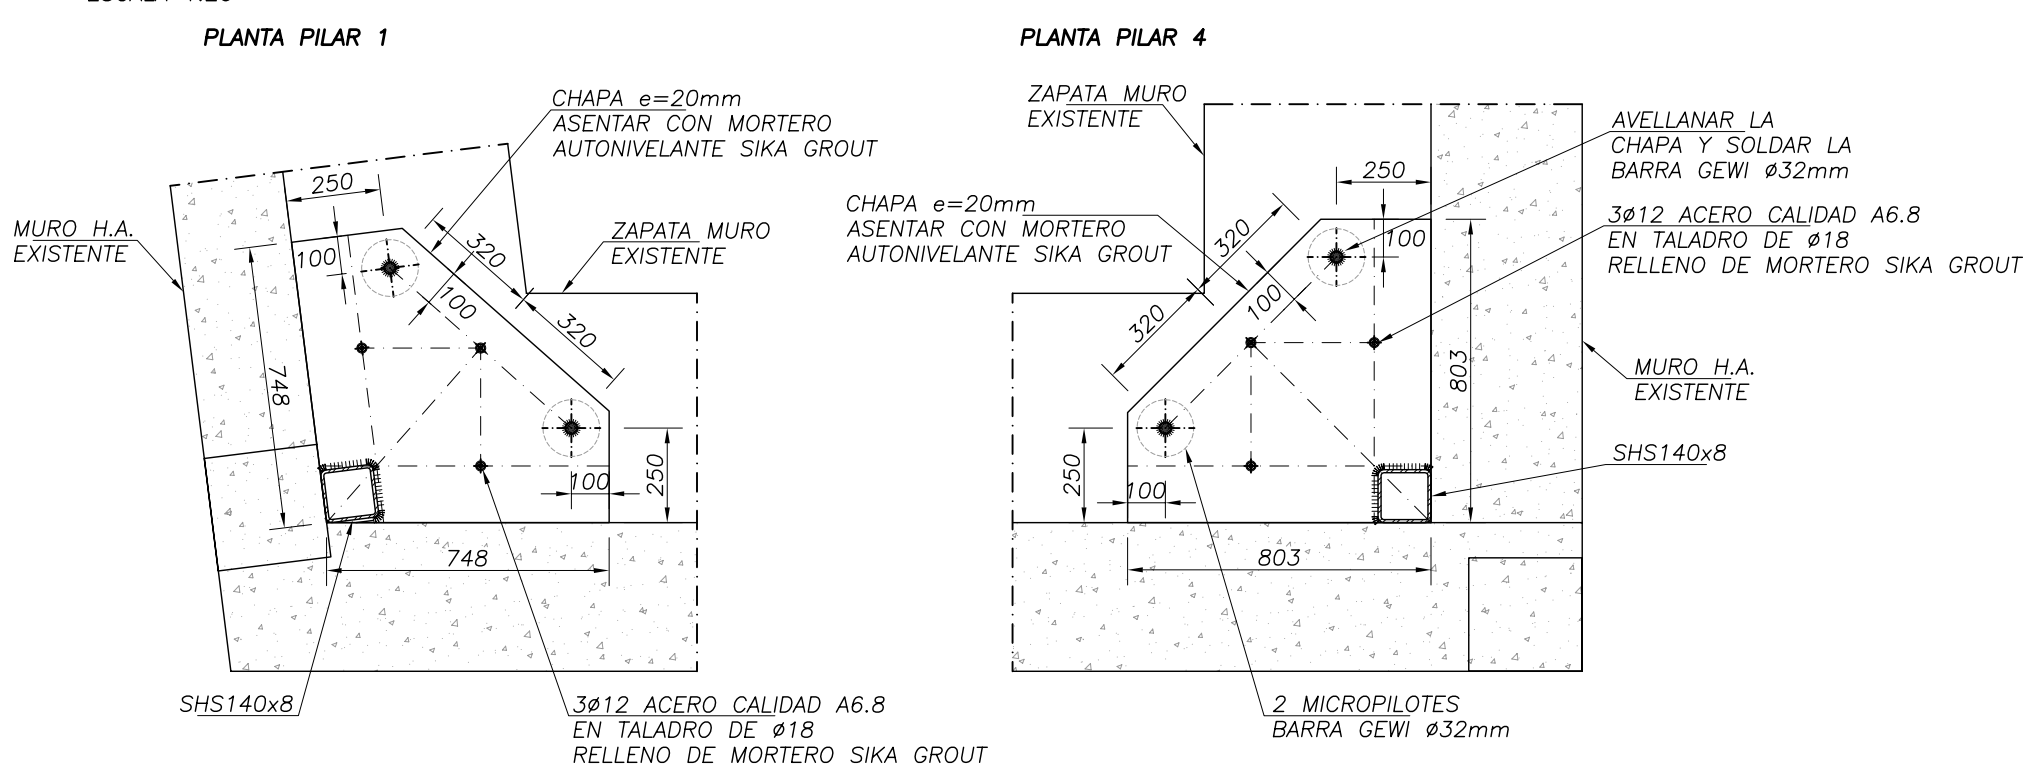 PLANTA PILAR 1
CHAPA e=20mm
ASENTAR CON MORTERO
AUTONIVELANTE SIKA GROUT
250
MURO H.A.
EXISTENTE
100
320
ZAPATA MURO
EXISTENTE
100
320
748
250
100
748
SHS140x8
3ø12 ACERO CALIDAD A6.8
EN TALADRO DE ø18
RELLENO DE MORTERO SIKA GROUT
PLANTA PILAR 4
ZAPATA MURO
EXISTENTE
AVELLANAR LA
CHAPA Y SOLDAR LA
BARRA GEWI ø32mm
250
CHAPA e=20mm
ASENTAR CON MORTERO
AUTONIVELANTE SIKA GROUT
3ø12 ACERO CALIDAD A6.8
EN TALADRO DE ø18
RELLENO DE MORTERO SIKA GROUT
320
100
100
320
803
MURO H.A.
EXISTENTE
SHS140x8
250
100
803
2 MICROPILOTES
BARRA GEWI ø32mm